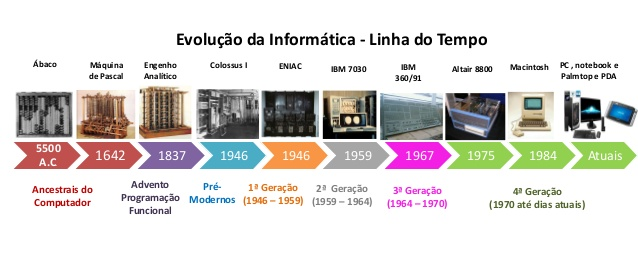 Evolução da Informática - Linha do Tempo
Ábaco
Máquina
de Pascal
Engenho
Analítico
Colossus I
ENIAC
IBM 7030
IBM
360/91
Altair 8800
Macintosh
PC , notebook e
Palmtop e PDA
5500
A.C
1642
1837
1946
1946
1959
1967
1975
1984
Atuais
Ancestrais do
Computador
Advento
Programação
Funcional
Pré-
Modernos
1ª Geração
(1946 – 1959)
2ª Geração
(1959 – 1964)
3ª Geração
(1964 – 1970)
4ª Geração
(1970 até dias atuais)